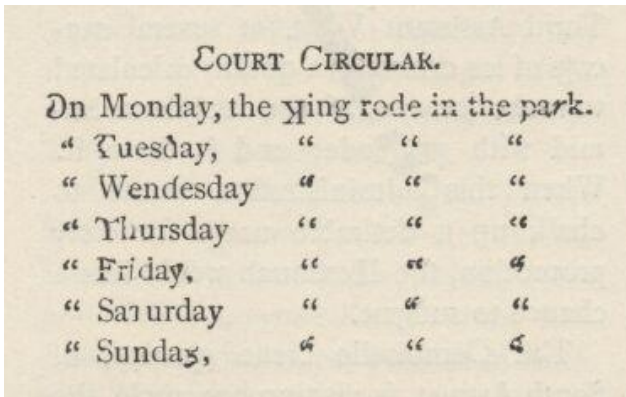 COURT CIRCULAK.
On Monday, the king rode in the park.
“ Tuesday, “ “ “
“ Wendesday “ “ “
“ Thursday “ “ “
“ Friday, “ “ “
“ Saturday “ “ “
“ Sunday, “ “ “